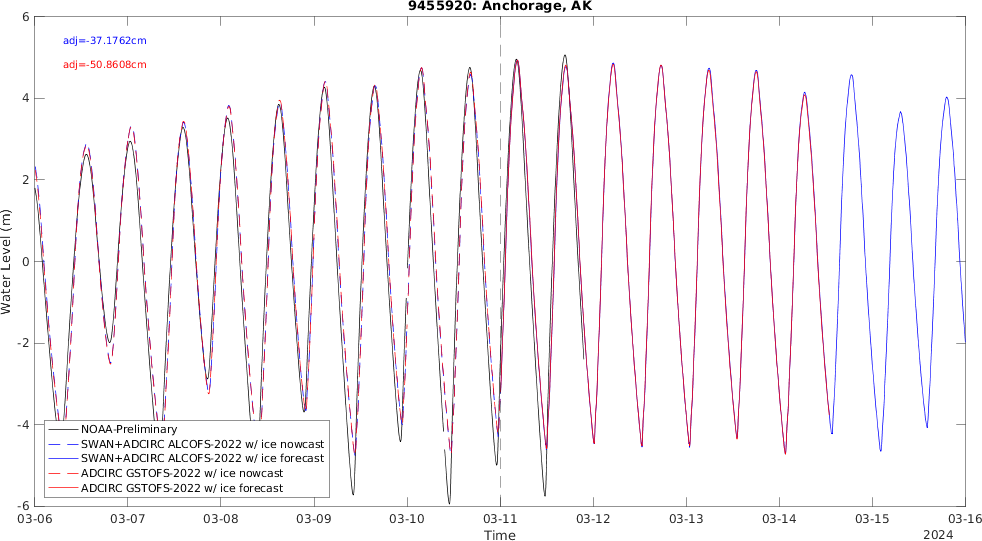 9455920: Anchorage, AK
adj=-37.1762cm
adj=-50.8608cm
Water Level (m)
6
4
2
0
-2
-4
-6
NOAA-Preliminary
SWAN+ADCIRC ALCOFS-2022 w/ ice nowcast
SWAN+ADCIRC ALCOFS-2022 w/ ice forecast
ADCIRC GSTOFS-2022 w/ ice nowcast
ADCIRC GSTOFS-2022 w/ ice forecast
03-06 03-07 03-08 03-09 03-10 03-11 03-12 03-13 03-14 03-15 03-16
Time
2024